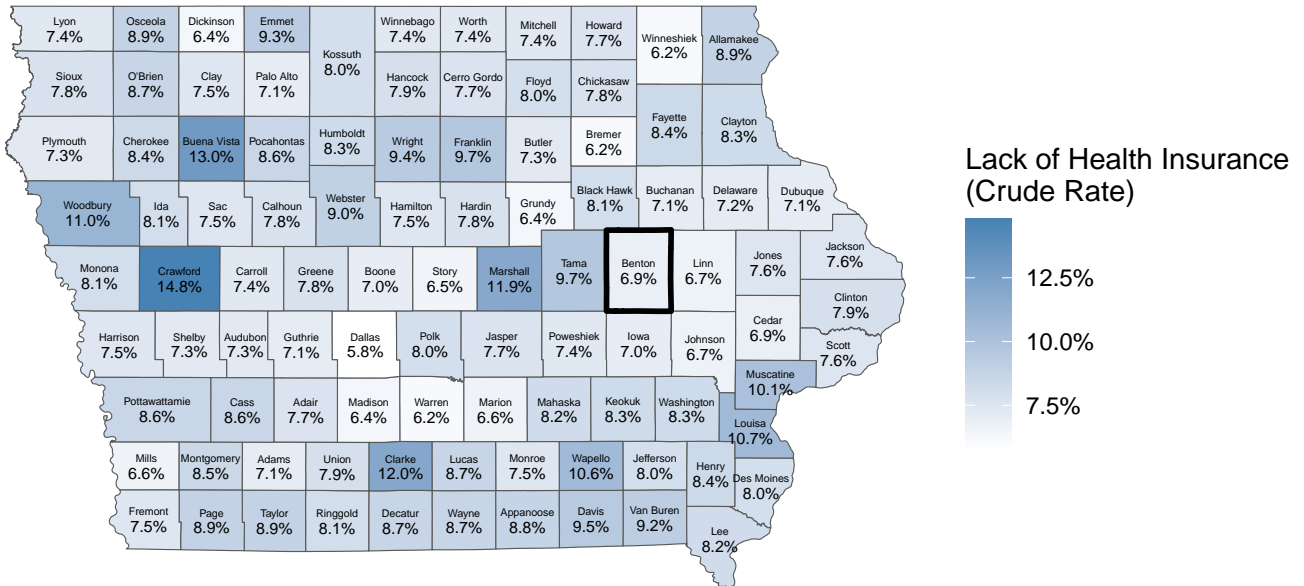 Lyon
7.4%
Osceola
8.9%
Dickinson
6.4%
Emmet
9.3%
Kossuth
8.0%
Winnebago
7.4%
Worth
7.4%
Mitchell
7.4%
Howard
7.7%
Winneshiek
6.2%
Allamakee
8.9%
Sioux
7.8%
O'Brien
8.7%
Clay
7.5%
Palo Alto
7.1%
Hancock
7.9%
Cerro Gordo
7.7%
Floyd
8.0%
Chickasaw
7.8%
Fayette
8.4%
Clayton
8.3%
Plymouth
7.3%
Cherokee
8.4%
Buena Vista
13.0%
Pocahontas
8.6%
Humboldt
8.3%
Wright
9.4%
Franklin
9.7%
Butler
7.3%
Bremer
6.2%
Woodbury
11.0%
Ida
8.1%
Sac
7.5%
Calhoun
7.8%
Webster
9.0%
Hamilton
7.5%
Hardin
7.8%
Grundy
6.4%
Black Hawk
8.1%
Buchanan
7.1%
Delaware
7.2%
Dubuque
7.1%
Monona
8.1%
Crawford
14.8%
Carroll
7.4%
Greene
7.8%
Boone
7.0%
Story
6.5%
Marshall
11.9%
Tama
9.7%
Benton
6.9%
Linn
6.7%
Jones
7.6%
Jackson
7.6%
Clinton
7.9%
Harrison
7.5%
Shelby
7.3%
Audubon
7.3%
Guthrie
7.1%
Dallas
5.8%
Polk
8.0%
Jasper
7.7%
Poweshiek
7.4%
Iowa
7.0%
Johnson
6.7%
Cedar
6.9%
Scott
7.6%
Muscatine
10.1%
Pottawattamie
8.6%
Cass
8.6%
Adair
7.7%
Madison
6.4%
Warren
6.2%
Marion
6.6%
Mahaska
8.2%
Keokuk
8.3%
Washington
8.3%
Louisa
10.7%
Mills
6.6%
Montgomery
8.5%
Adams
7.1%
Union
7.9%
Clarke
12.0%
Lucas
8.7%
Monroe
7.5%
Wapello
10.6%
Jefferson
8.0%
Henry
8.4%
Des Moines
8.0%
Fremont
7.5%
Page
8.9%
Taylor
8.9%
Ringgold
8.1%
Decatur
8.7%
Wayne
8.7%
Appanoose
8.8%
Davis
9.5%
Van Buren
9.2%
Lee
8.2%
Lack of Health Insurance
(Crude Rate)
12.5%
10.0%
7.5%